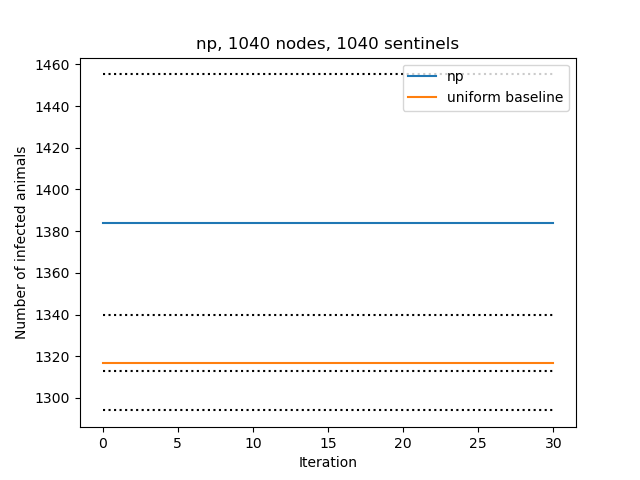 np, 1040 nodes, 1040 sentinels
np
uniform baseline
Number of infected animals
1460
1440
1420
1400
1380
1360
1340
1320
1300
0 5 10 15 20 25 30
Iteration